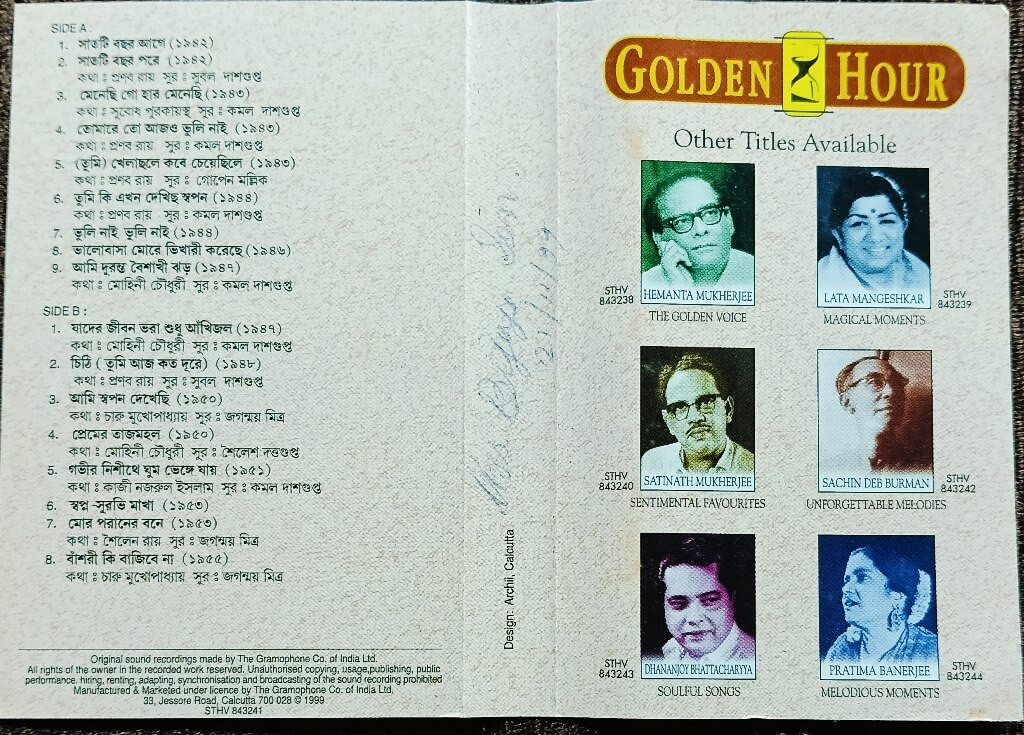 SIDE A :
1. সাতটি বছর আগে (১৯৪২)
2. সাতটি বছর পরে (১৯৪২)
কথা : প্রণব রায় সুর : সুবল দাশগুপ্ত
3. মেনেছি গো হার মেনেছি (১৯৪৩)
কথা : সুবোধ পুরকায়স্থ সুর : কমল দাশগুপ্ত
4. তোমারে তো আজও ভুলি নাই (১৯৪৩)
কথা : প্রণব রায় সুর : কমল দাশগুপ্ত
5. (তুমি) খেলাছলে কবে চেয়েছিলে (১৯৪৩)
কথা : প্রণব রায় সুর : গোপেন মল্লিক
6. তুমি কি এখন দেখিছ স্বপন (১৯৪৪)
কথা : প্রণব রায় সুর : কমল দাশগুপ্ত
7. ভুলি নাই ভুলি নাই (১৯৪৪)
8. ভালোবাসা মোরে ভিখারী করেছে (১৯৪৬)
9. আমি দুরন্ত বৈশাখী ঝড় (১৯৪৭)
কথা : মোহিনী চৌধুরী সুর : কমল দাশগুপ্ত
SIDE B :
1. যাদের জীবন ভরা শুধু আঁখিজল (১৯৪৭)
কথা : মোহিনী চৌধুরী সুর : কমল দাশগুপ্ত
2. চিঠি (তুমি আজ কত দূরে) (১৯৪৮)
কথা : প্রণব রায় সুর : সুবল দাশগুপ্ত
3. আমি স্বপন দেখেছি (১৯৫০)
কথা : চারু মুখোপাধ্যায় সুর : জগন্ময় মিত্র
4. প্রেমের তাজমহল (১৯৫০)
কথা : মোহিনী চৌধুরী সুর : শৈলেশ দত্তগুপ্ত
5. গভীর নিশীথে ঘুম ভেঙ্গে যায় (১৯৫১)
কথা : কাজী নজরুল ইসলাম সুর : কমল দাশগুপ্ত
6. স্বপ্ন-সুরভি মাখা (১৯৫৩)
7. মোর পরানের বনে (১৯৫৩)
কথা : শৈলেন রায় সুর : জগন্ময় মিত্র
8. বাঁশরী কি বাজিবে না (১৯৫৫)
কথা : চারু মুখোপাধ্যায় সুর : জগন্ময় মিত্র
Original sound recordings made by The Gramophone Co. of India Ltd.
All rights of the owner in the recorded work reserved. Unauthorised copying, usage,publishing, public
performance, hiring, renting, adapting, synchronisation and broadcasting of the sound recording prohibited
Manufactured & Marketed under licence by The Gramophone Co. of India Ltd.
33, Jessore Road, Calcutta 700 028 © 1999
STHV 843241
Design: Archii, Calcutta
Sen
21/11/99
GOLDEN HOUR
Other Titles Available
STHV
843238
HEMANTA MUKHERJEE
THE GOLDEN VOICE
LATA MANGESHKAR
STHV
843239
MAGICAL MOMENTS
STHV
843240
SATINATH MUKHERJEE
SENTIMENTAL FAVOURITES
SACHIN DEB BURMAN
STHV
843242
UNFORGETTABLE MELODIES
STHV
843243
DHANANJOY BHATTACHARYYA
SOULFUL SONGS
PRATIMA BANERJEE
STHV
843244
MELODIOUS MOMENTS